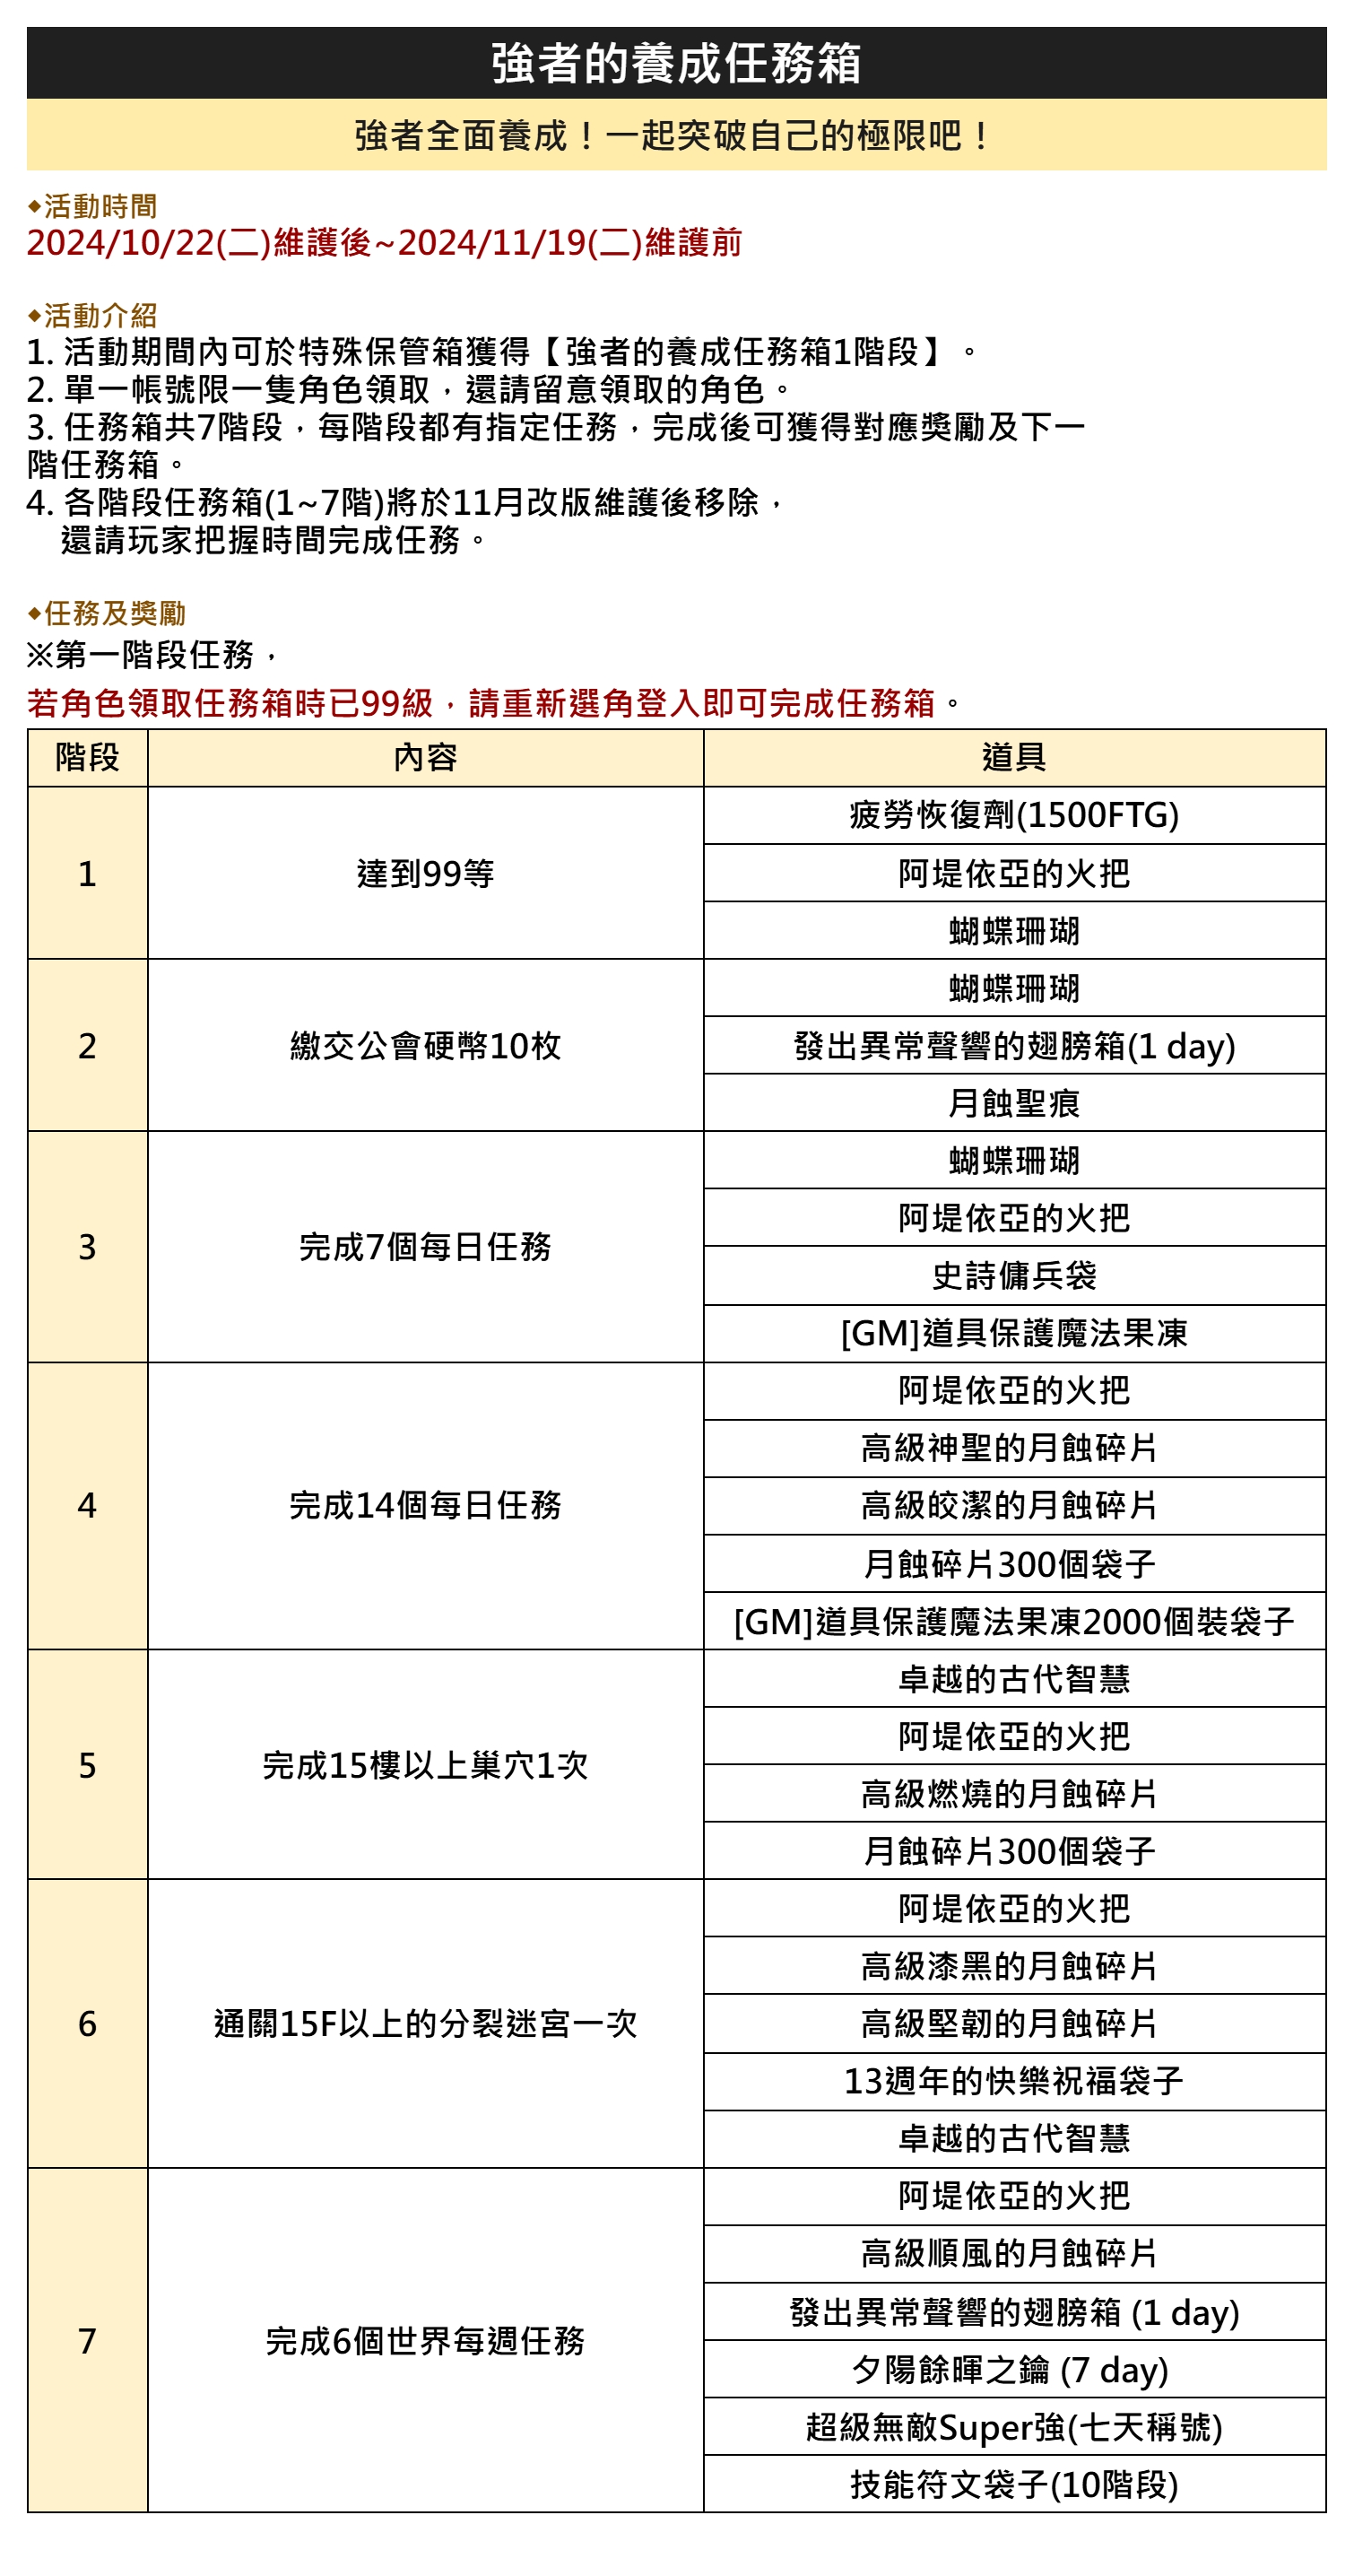 強者的養成任務箱
強者全面養成！一起突破自己的極限吧！
◆活動時間
2024/10/22(二)維護後~2024/11/19(二)維護前
◆活動介紹
1. 活動期間內可於特殊保管箱獲得【強者的養成任務箱1階段】。
2. 單一帳號限一隻角色領取，還請留意領取的角色。
3. 任務箱共7階段，每階段都有指定任務，完成後可獲得對應獎勵及下一
階任務箱。
4. 各階段任務箱(1~7階)將於11月改版維護後移除，
還請玩家把握時間完成任務。
◆任務及獎勵
※第一階段任務，
若角色領取任務箱時已99級，請重新選角登入即可完成任務箱。
階段 內容 道具
1 達到99等
疲勞恢復劑(1500FTG)
阿堤依亞的火把
蝴蝶珊瑚
2 繳交公會硬幣10枚
蝴蝶珊瑚
發出異常聲響的翅膀箱(1 day)
月蝕聖痕
3 完成7個每日任務
蝴蝶珊瑚
阿堤依亞的火把
史詩傭兵袋
[GM]道具保護魔法果凍
4 完成14個每日任務
阿堤依亞的火把
高級神聖的月蝕碎片
高級皎潔的月蝕碎片
月蝕碎片300個袋子
[GM]道具保護魔法果凍2000個裝袋子
5 完成15樓以上巢穴1次
卓越的古代智慧
阿堤依亞的火把
高級燃燒的月蝕碎片
月蝕碎片300個袋子
6 通關15F以上的分裂迷宮一次
阿堤依亞的火把
高級漆黑的月蝕碎片
高級堅韌的月蝕碎片
13週年的快樂祝福袋子
卓越的古代智慧
7 完成6個世界每週任務
阿堤依亞的火把
高級順風的月蝕碎片
發出異常聲響的翅膀箱 (1 day)
夕陽餘暉之鑰 (7 day)
超級無敵Super強(七天稱號)
技能符文袋子(10階段)